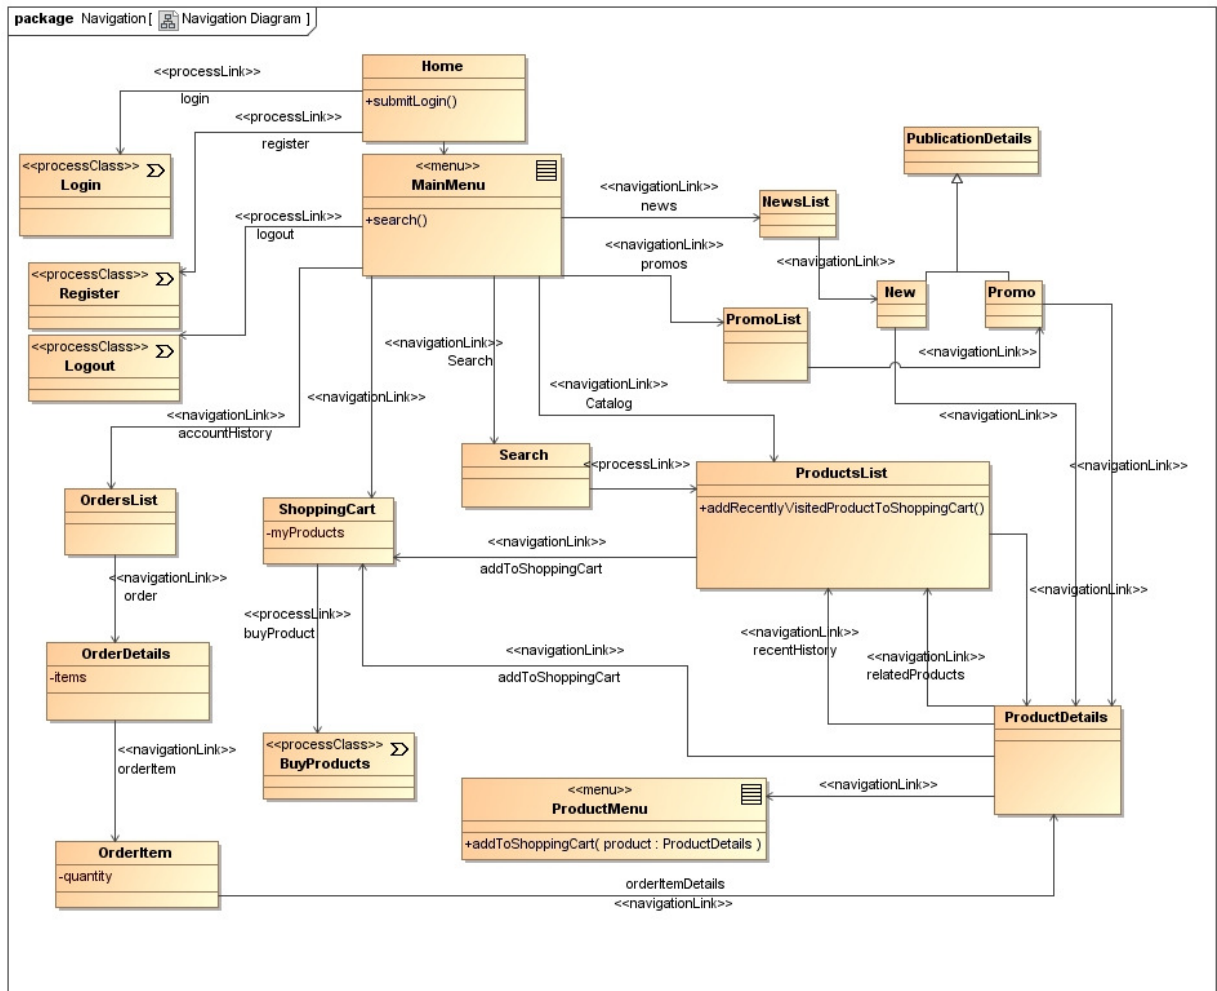 package Navigation [ Navigation Diagram ]
Home
+submitLogin()
<<processLink>>
login
<<processLink>>
register
<<processClass>>
Login
<<menu>>
MainMenu
+search()
<<processLink>>
logout
<<navigationLink>>
news
NewsList
PublicationDetails
<<navigationLink>>
promos
<<navigationLink>>
<<processClass>>
Register
New
Promo
PromoList
<<processClass>>
Logout
<<navigationLink>>
Search
<<navigationLink>>
<<navigationLink>>
Catalog
<<navigationLink>>
<<navigationLink>>
accountHistory
<<navigationLink>>
Search
<<processLink>>
<<navigationLink>>
ProductsList
+addRecentlyVisitedProductToShoppingCart()
OrdersList
ShoppingCart
-myProducts
<<navigationLink>>
addToShoppingCart
<<navigationLink>>
order
<<navigationLink>>
<<processLink>>
buyProduct
<<navigationLink>>
recentHistory
<<navigationLink>>
relatedProducts
OrderDetails
-items
<<navigationLink>>
addToShoppingCart
ProductDetails
<<navigationLink>>
orderItem
<<processClass>>
BuyProducts
<<menu>>
ProductMenu
+addToShoppingCart( product : ProductDetails )
<<navigationLink>>
OrderItem
-quantity
orderItemDetails
<<navigationLink>>